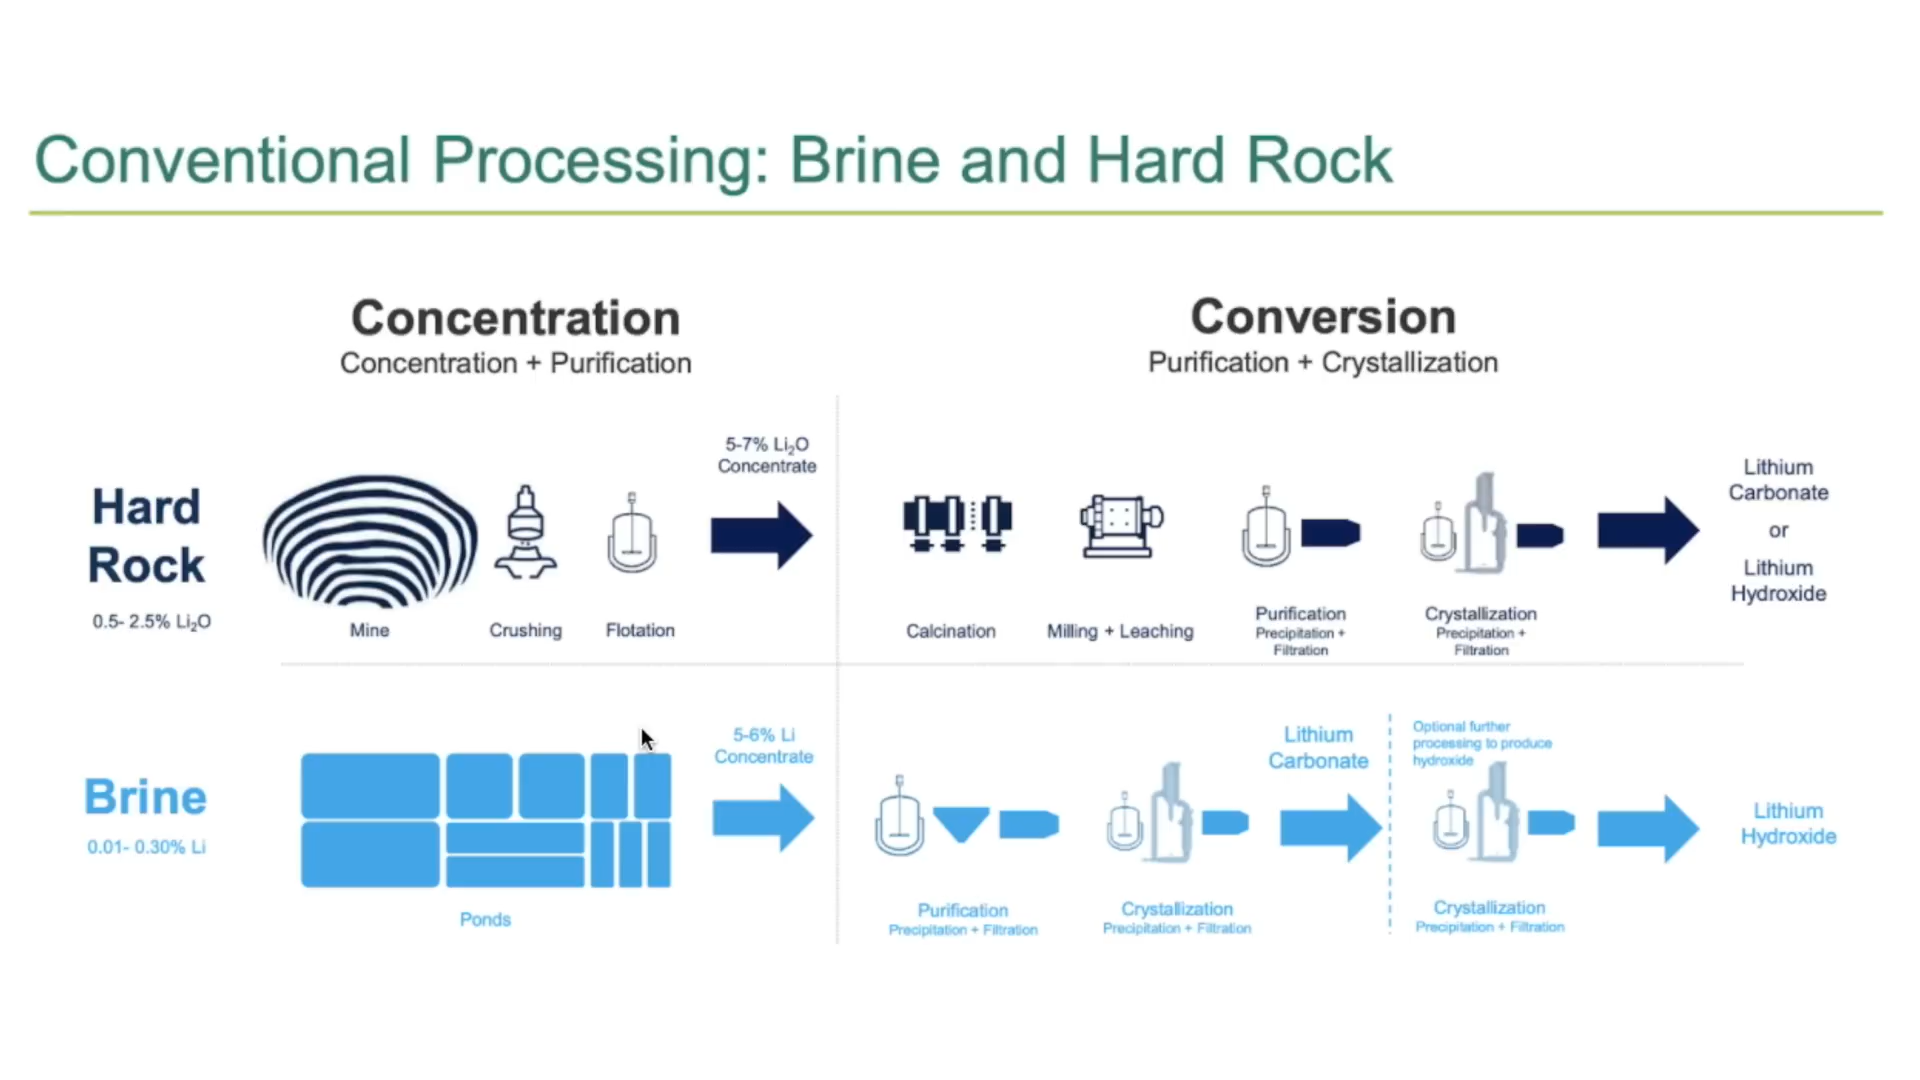 Conventional Processing: Brine and Hard Rock
Concentration
Concentration + Purification
Conversion
Purification + Crystallization
Hard
Rock
0.5- 2.5% Li₂O
Mine
Crushing
Flotation
5-7% Li₂O
Concentrate
Calcination
Milling + Leaching
Purification
Precipitation +
Filtration
Crystallization
Precipitation +
Filtration
Lithium
Carbonate
or
Lithium
Hydroxide
Brine
0.01- 0.30% Li
Ponds
5-6% Li
Concentrate
Purification
Precipitation + Filtration
Crystallization
Precipitation + Filtration
Lithium
Carbonate
Optional further
processing to produce
hydroxide
Crystallization
Precipitation + Filtration
Lithium
Hydroxide